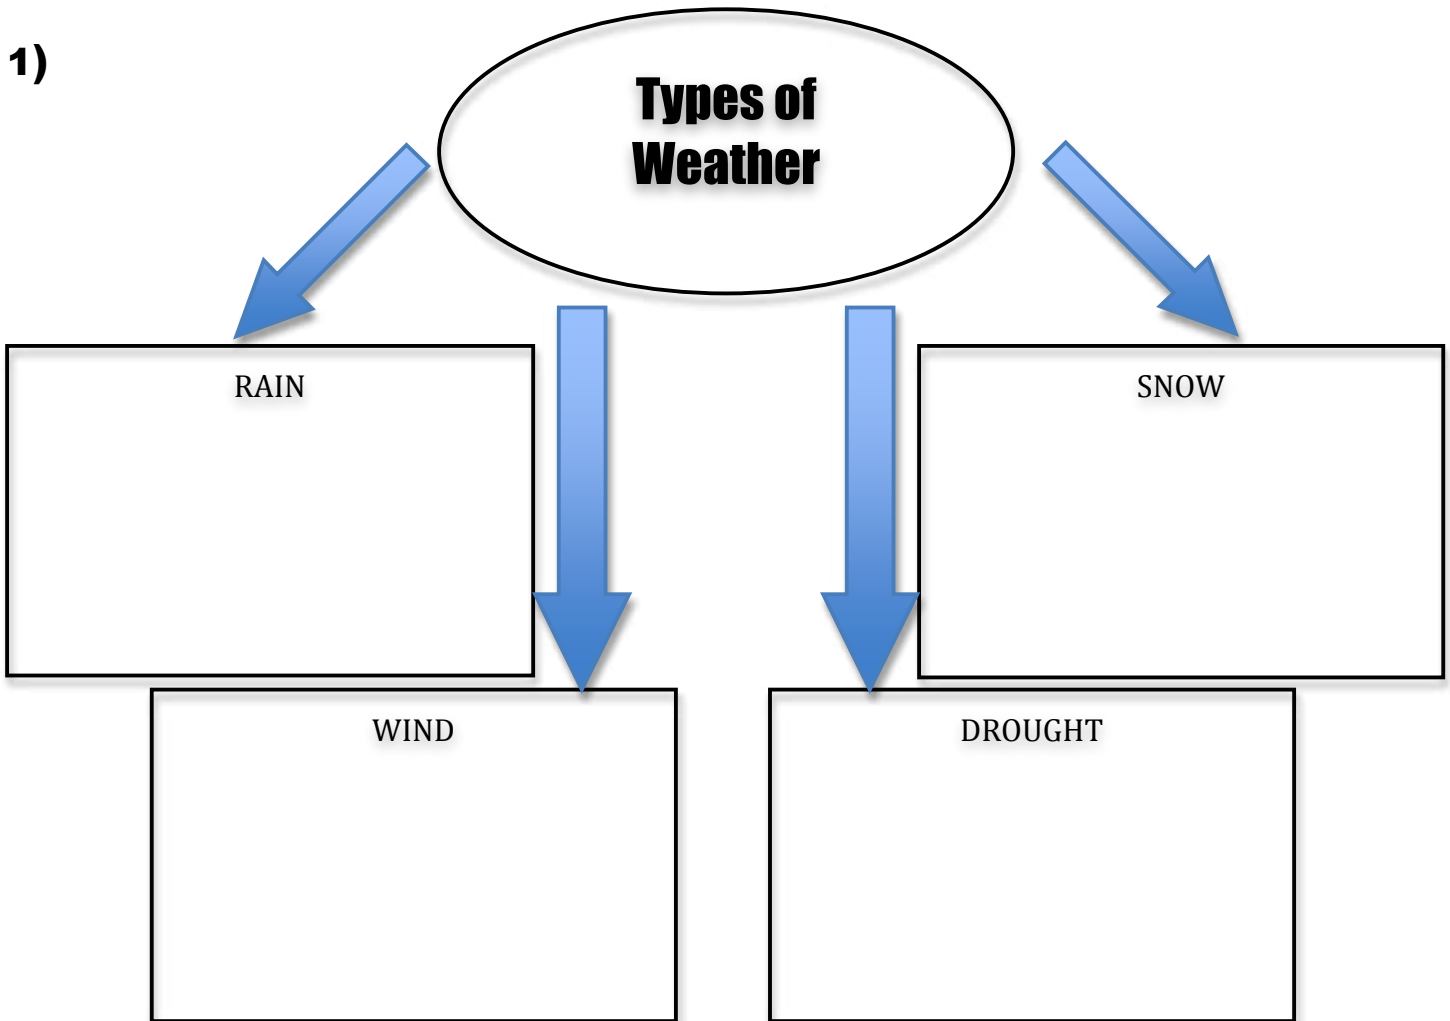 1)
Types of
Weather
RAIN
SNOW
WIND
DROUGHT